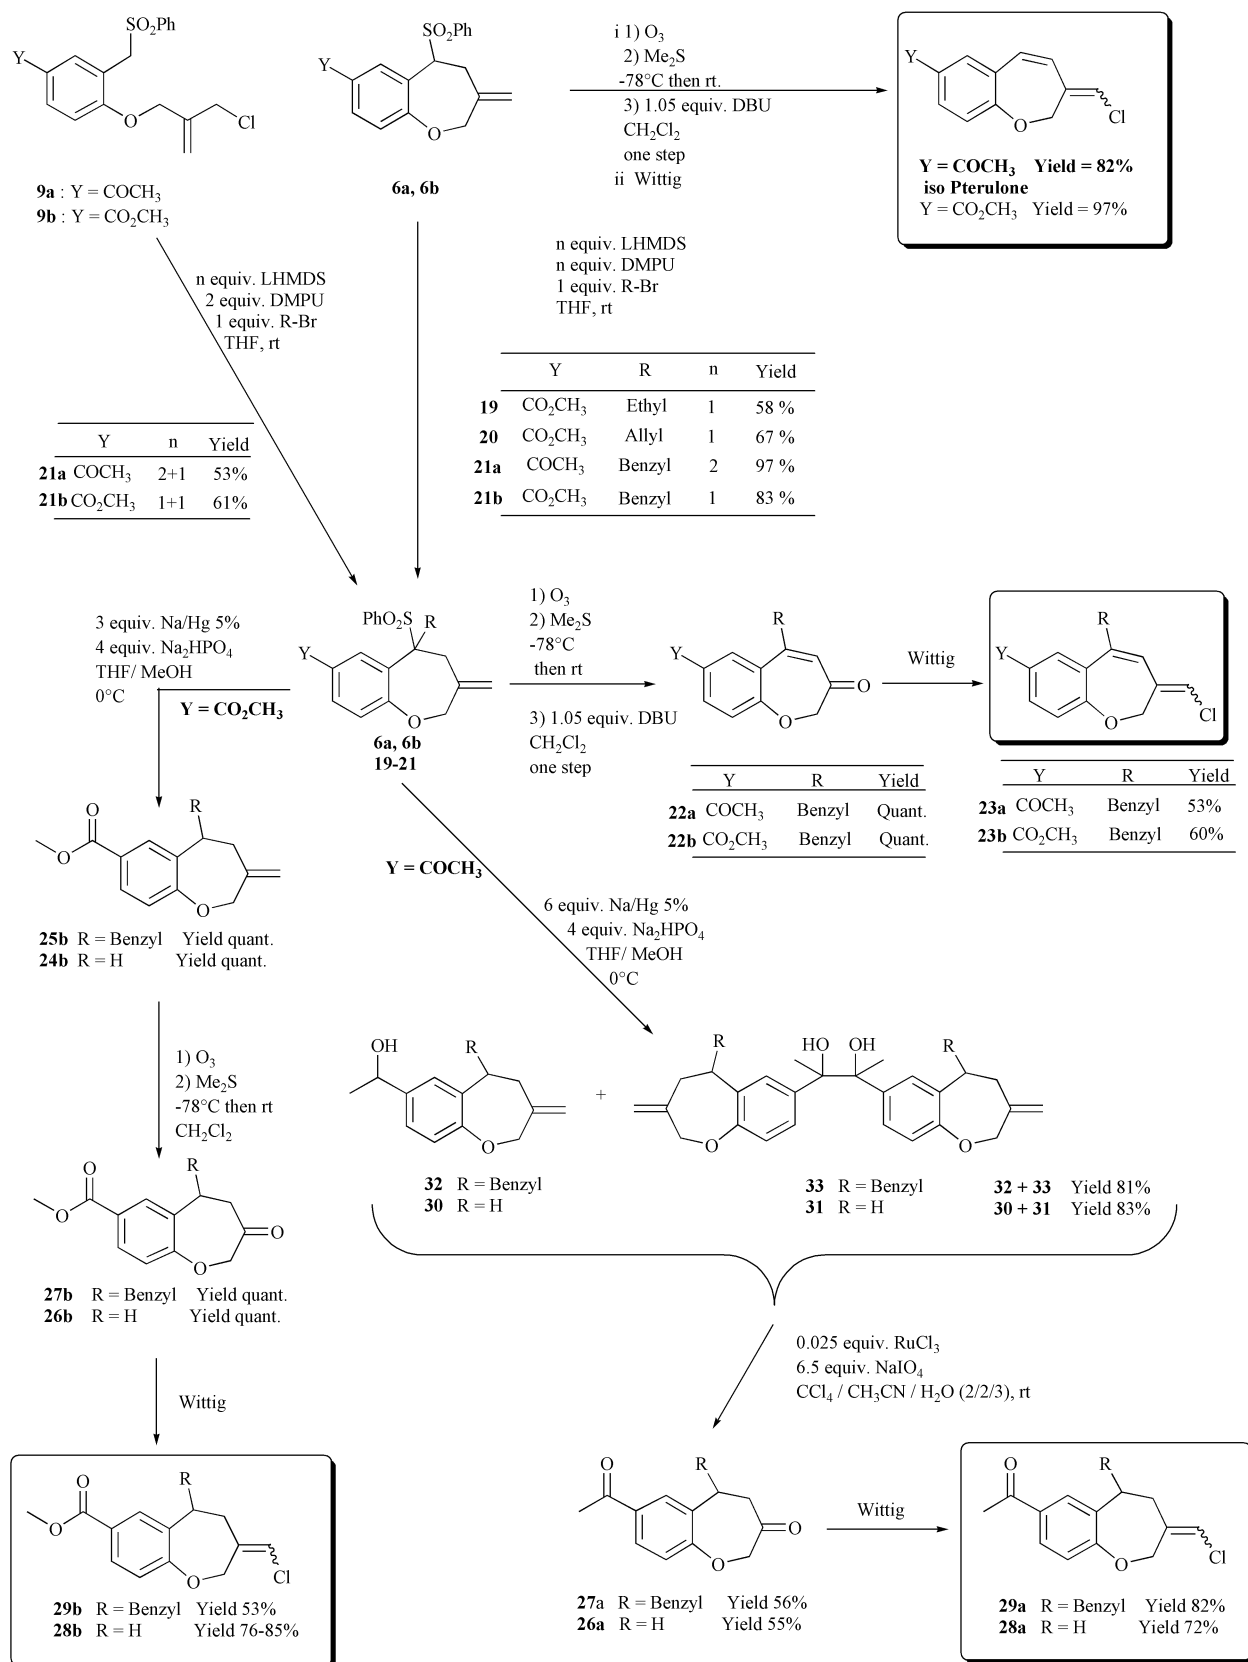 SO2Ph
Y
O
Cl
9a : Y = COCH3
9b : Y = CO2CH3
SO2Ph
Y
O
6a, 6b
i 1) O3
2) Me2S
-78°C then rt.
3) 1.05 equiv. DBU
CH2Cl2
one step
ii Wittig
Y
O
Cl
Y = COCH3 Yield = 82%
iso Pterulone
Y = CO2CH3 Yield = 97%
n equiv. LHMDS
2 equiv. DMPU
1 equiv. R-Br
THF, rt
n equiv. LHMDS
n equiv. DMPU
1 equiv. R-Br
THF, rt
Y n Yield
21a COCH3 2+1 53%
21b CO2CH3 1+1 61%
Y R n Yield
19 CO2CH3 Ethyl 1 58 %
20 CO2CH3 Allyl 1 67 %
21a COCH3 Benzyl 2 97 %
21b CO2CH3 Benzyl 1 83 %
3 equiv. Na/Hg 5%
4 equiv. Na2HPO4
THF/ MeOH
0°C
Y = CO2CH3
PhO2S R
Y
O
6a, 6b
19-21
1) O3
2) Me2S
-78°C
then rt
3) 1.05 equiv. DBU
CH2Cl2
one step
R
Y
O
O
Wittig
R
Y
O
Cl
Y R Yield
22a COCH3 Benzyl Quant.
22b CO2CH3 Benzyl Quant.
Y R Yield
23a COCH3 Benzyl 53%
23b CO2CH3 Benzyl 60%
R
O
O
O
25b R = Benzyl Yield quant.
24b R = H Yield quant.
Y = COCH3
6 equiv. Na/Hg 5%
4 equiv. Na2HPO4
THF/ MeOH
0°C
1) O3
2) Me2S
-78°C then rt
CH2Cl2
OH
R
O
+
R
HO OH
R
O
O
32 R = Benzyl
30 R = H
33 R = Benzyl 32 + 33 Yield 81%
31 R = H 30 + 31 Yield 83%
R
O
O
O
O
27b R = Benzyl Yield quant.
26b R = H Yield quant.
0.025 equiv. RuCl3
6.5 equiv. NaIO4
CCl4 / CH3CN / H2O (2/2/3), rt
Wittig
R
O
O
O
Cl
29b R = Benzyl Yield 53%
28b R = H Yield 76-85%
O
R
O
O
27a R = Benzyl Yield 56%
26a R = H Yield 55%
Wittig
O
R
O
Cl
29a R = Benzyl Yield 82%
28a R = H Yield 72%